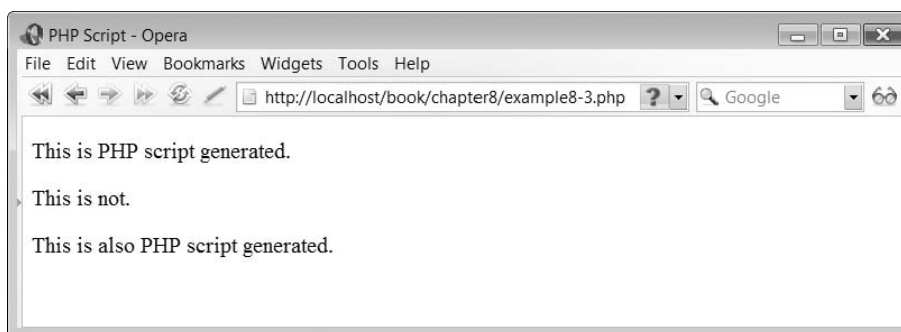 PHP Script - Opera
File Edit View Bookmarks Widgets Tools Help
http://localhost/book/chapter8/example8-3.php ? Google
This is PHP script generated.
This is not.
This is also PHP script generated.